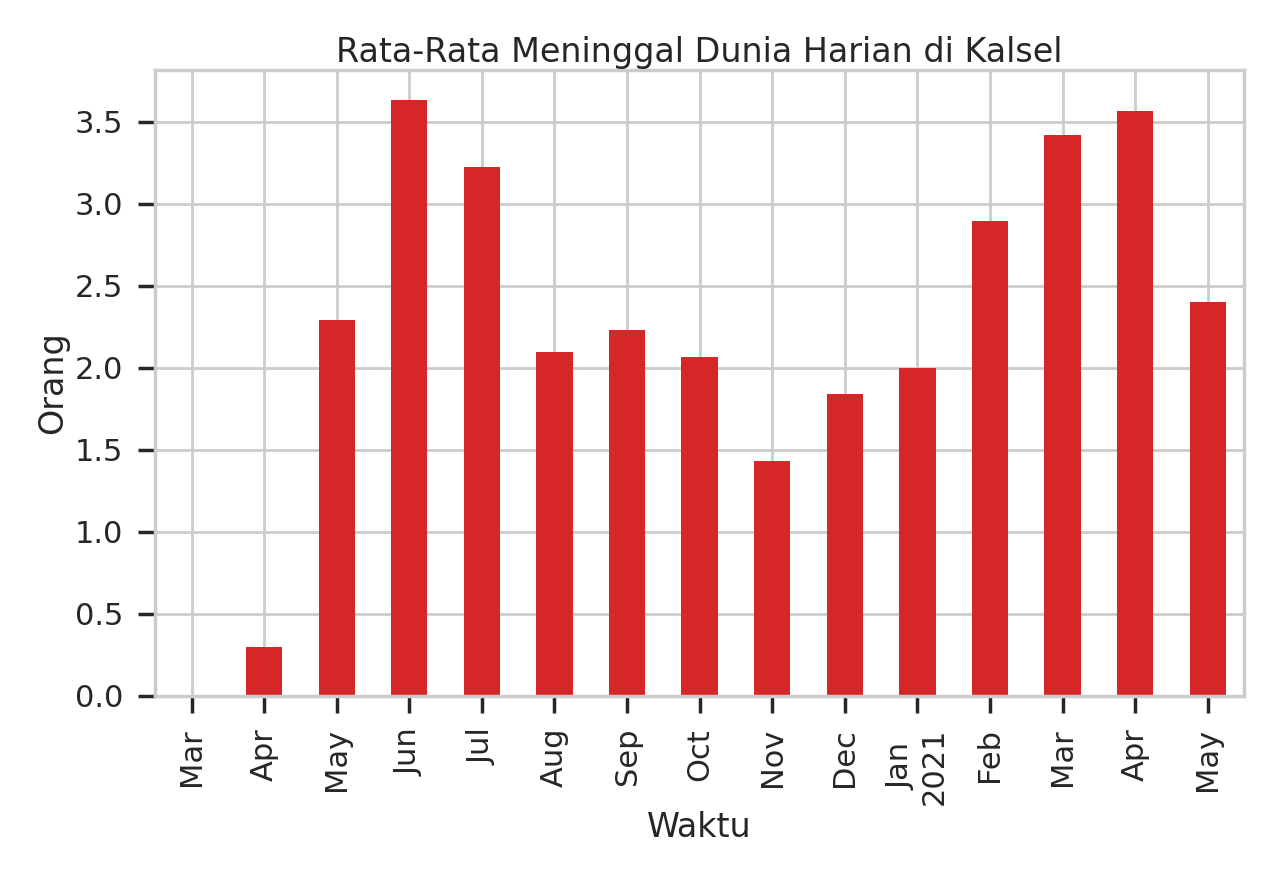 Rata-Rata Meninggal Dunia Harian di Kalsel
Orang
3.5
3.0
2.5
2.0
1.5
1.0
0.5
0.0
Mar
Apr
May
Jun
Jul
Aug
Sep
Oct
Nov
Dec
Jan
2021
Feb
Mar
Apr
May
Waktu